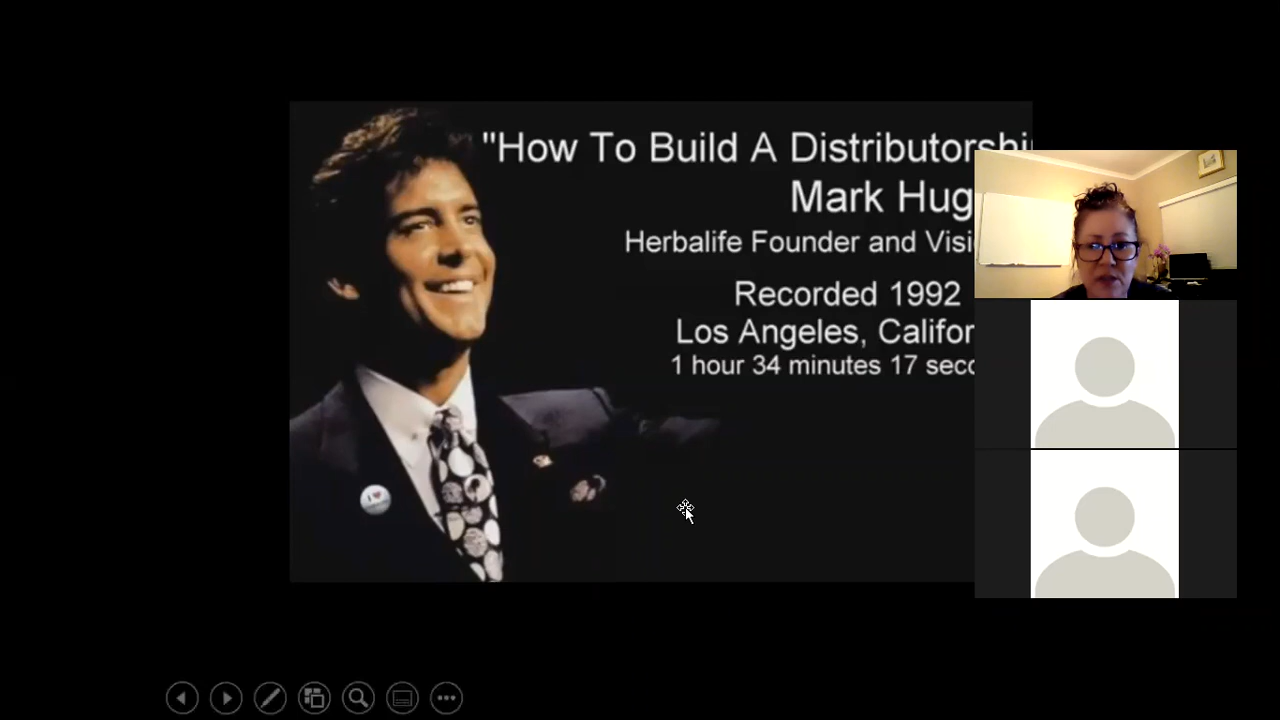 "How To Build A Distributorshi
Mark Hug
Herbalife Founder and Visi
Recorded 1992
Los Angeles, Califor
1 hour 34 minutes 17 seco
I